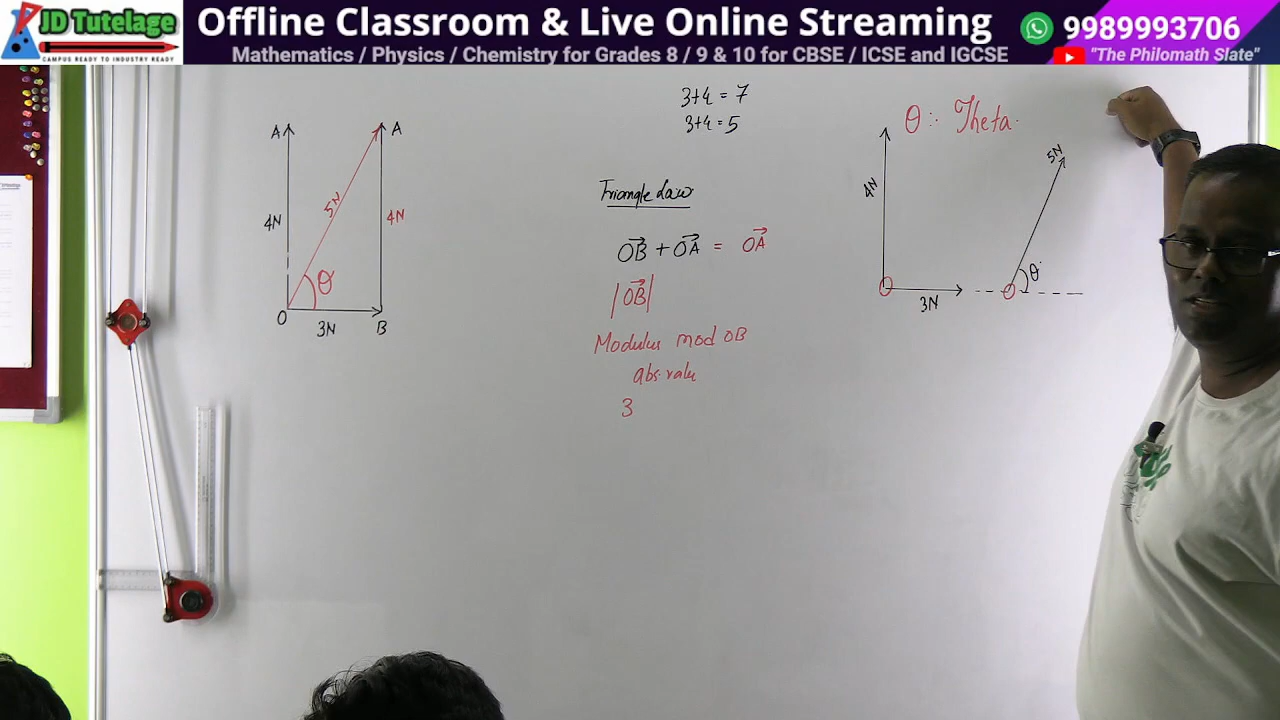 JD Tutelage
CAMPUS READY TO INDUSTRY READY
Offline Classroom & Live Online Streaming
9989993706
Mathematics / Physics / Chemistry for Grades 8 / 9 & 10 for CBSE / ICSE and IGCSE
"The Philomath Slate"
3+4 = 7
3+4 = 5
A
A
4N
5N
4N
θ
O
3N
B
Triangle Law
OB→ + OA→ = OA→
|OB→|
Modulus mod OB
abs. value
3
θ :- Theta.
4N
5N
θ
3N